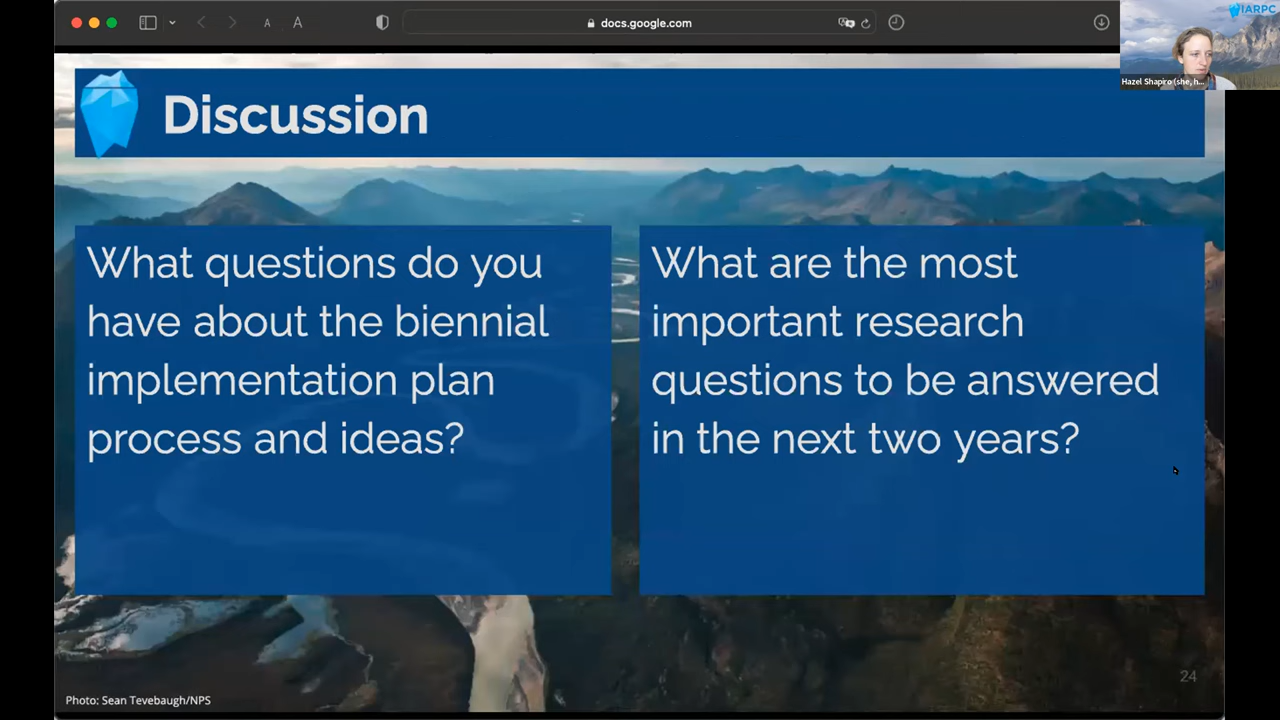 A A
docs.google.com
IARPC
Hazel Shapiro (she, h...
Discussion
What questions do you
have about the biennial
implementation plan
process and ideas?
What are the most
important research
questions to be answered
in the next two years?
24
Photo: Sean Tevebaugh/NPS